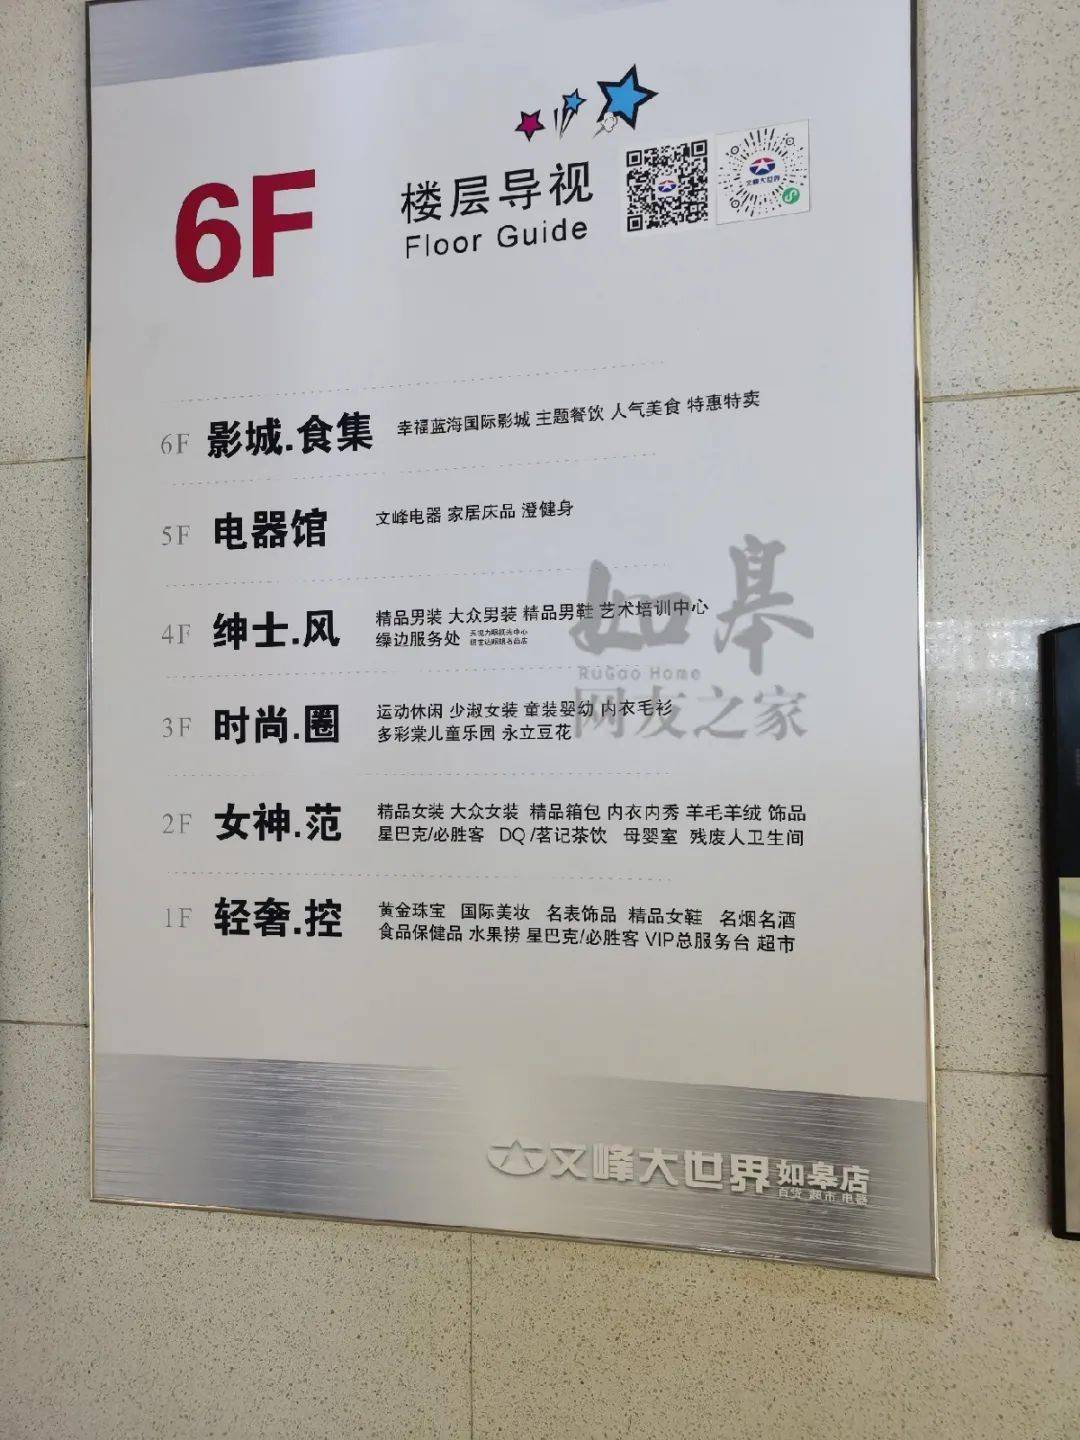 6F
楼层导视
Floor Guide
文峰大世界
6F 影城.食集 幸福蓝海国际影城 主题餐饮 人气美食 特惠特卖
5F 电器馆 文峰电器 家居床品 澄健身
4F 绅士.风 精品男装 大众男装 精品男鞋 艺术培训中心
缲边服务处
3F 时尚.圈 运动休闲 少淑女装 童装婴幼 内衣毛衫
多彩棠儿童乐园 永立豆花
2F 女神.范 精品女装 大众女装 精品箱包 内衣内秀 羊毛羊绒 饰品
星巴克/必胜客 DQ/茗记茶饮 母婴室 残废人卫生间
1F 轻奢.控 黄金珠宝 国际美妆 名表饰品 精品女鞋 名烟名酒
食品保健品 水果捞 星巴克/必胜客 VIP总服务台 超市
如皋
RuGao Home
网友之家
文峰大世界 如皋店
百货 超市 电器